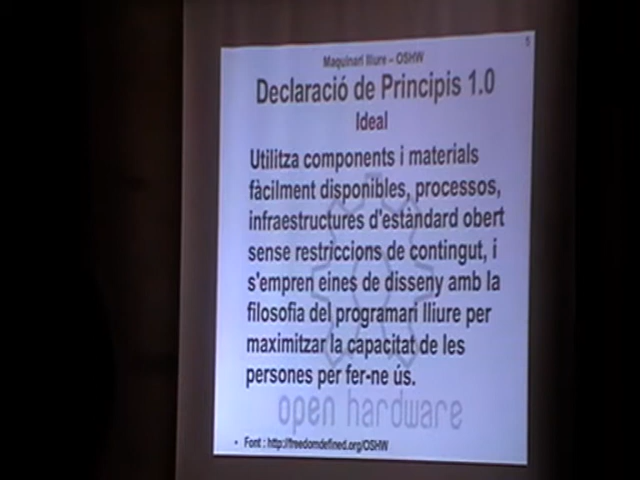 5
Maquinari lliure – OSHW
Declaració de Principis 1.0
Ideal
Utilitza components i materials
fàcilment disponibles, processos,
infraestructures d'estàndard obert
sense restriccions de contingut, i
s'empren eines de disseny amb la
filosofia del programari lliure per
maximitzar la capacitat de les
persones per fer-ne ús.
open hardware
• Font : http://freedomdefined.org/OSHW